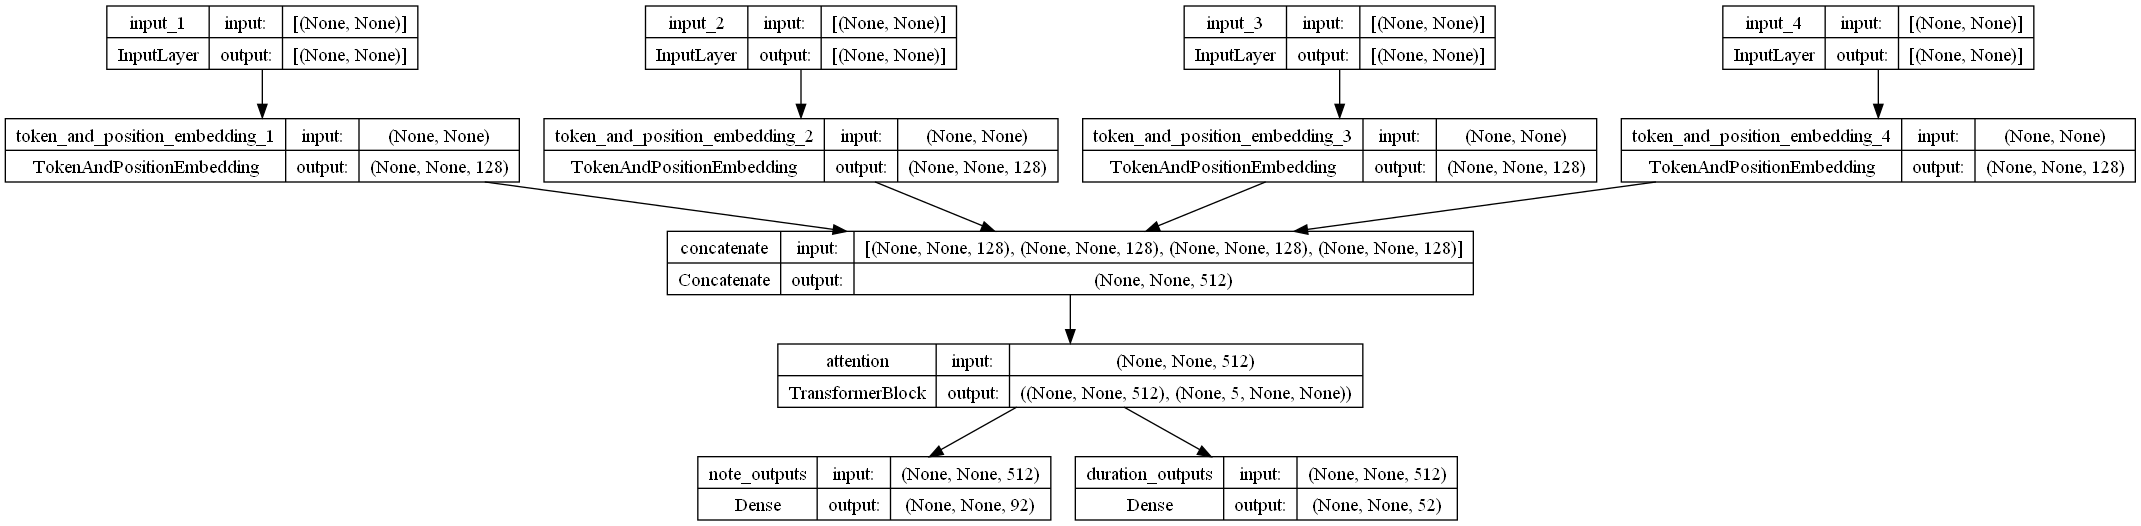 input_1 input: [(None, None)]
InputLayer output: [(None, None)]
input_2 input: [(None, None)]
InputLayer output: [(None, None)]
input_3 input: [(None, None)]
InputLayer output: [(None, None)]
input_4 input: [(None, None)]
InputLayer output: [(None, None)]
token_and_position_embedding_1 input: (None, None)
TokenAndPositionEmbedding output: (None, None, 128)
token_and_position_embedding_2 input: (None, None)
TokenAndPositionEmbedding output: (None, None, 128)
token_and_position_embedding_3 input: (None, None)
TokenAndPositionEmbedding output: (None, None, 128)
token_and_position_embedding_4 input: (None, None)
TokenAndPositionEmbedding output: (None, None, 128)
concatenate input: [(None, None, 128), (None, None, 128), (None, None, 128), (None, None, 128)]
Concatenate output: (None, None, 512)
attention input: (None, None, 512)
TransformerBlock output: ((None, None, 512), (None, 5, None, None))
note_outputs input: (None, None, 512)
Dense output: (None, None, 92)
duration_outputs input: (None, None, 512)
Dense output: (None, None, 52)